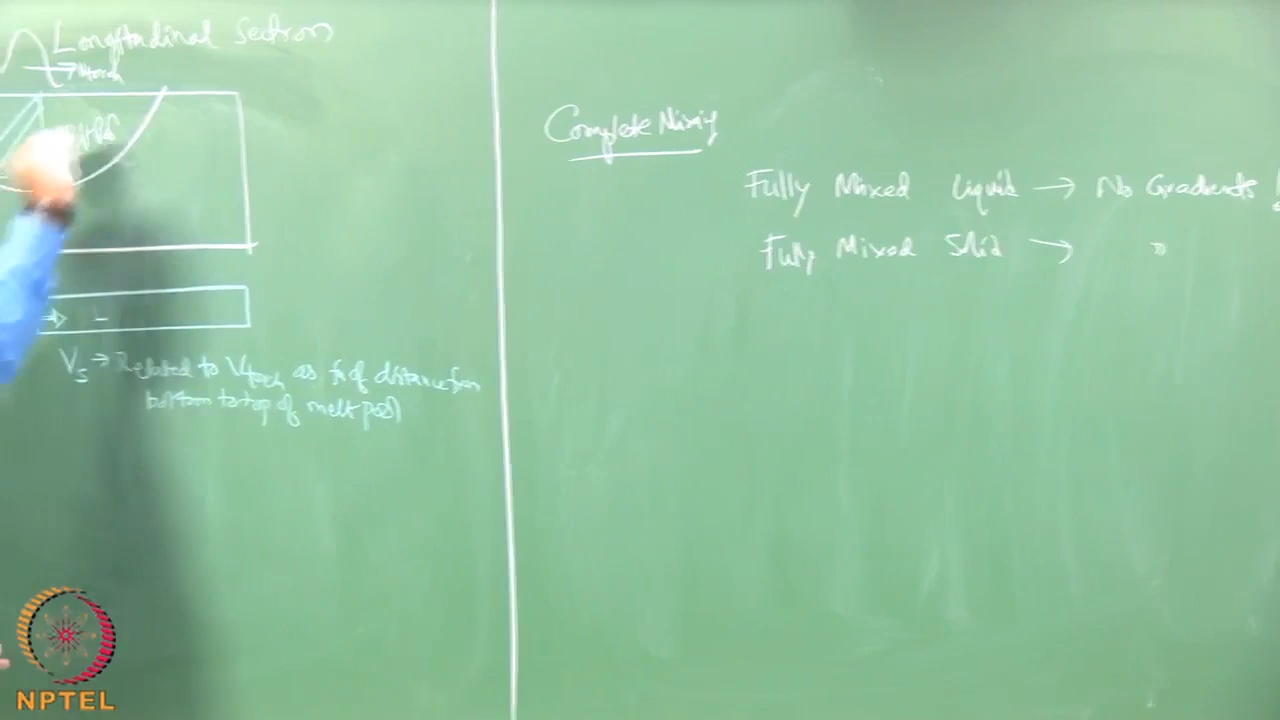 Longitudinal Section
Vtorch
Vs → Related to Vtorch as fn of distance from
bottom to top of melt pool
Complete Mixing
Fully Mixed Liquid → No Gradients
Fully Mixed Solid → "
NPTEL